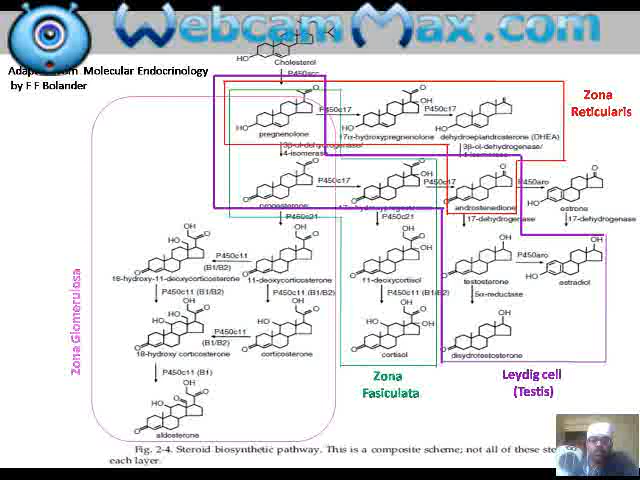 WebcamMax.com
Cholesterol
Adap from Molecular Endocrinology
by F F Bolander
P450scc
Zona
Reticularis
P450c17
P450c17
pregnenolone
17α-hydroxypregnenolone
dehydroepiandrosterone (DHEA)
3β-ol-dehydrogenase/
4-isomerase
3β-ol-dehydrogenase/
4-isomerase
P450c17
P450c17
P450aro
progesterone
androstenedione
estrone
P450c21
P450c21
17-dehydrogenase
17-dehydrogenase
P450c11
(B1/B2)
P450aro
18-hydroxy-11-deoxycorticosterone
11-deoxycorticosterone
11-deoxycortisol
testosterone
estradiol
P450c11 (B1/B2)
P450c11 (B1/B2)
P450c11 (B1/B2)
5α-reductase
Zona Glomerulosa
P450c11
(B1/B2)
18-hydroxy corticosterone
corticosterone
cortisol
disydrotestosterone
P450c11 (B1)
Zona
Fasiculata
Leydig cell
(Testis)
aldosterone
Fig. 2-4. Steroid biosynthetic pathway. This is a composite scheme; not all of these ste
each layer.